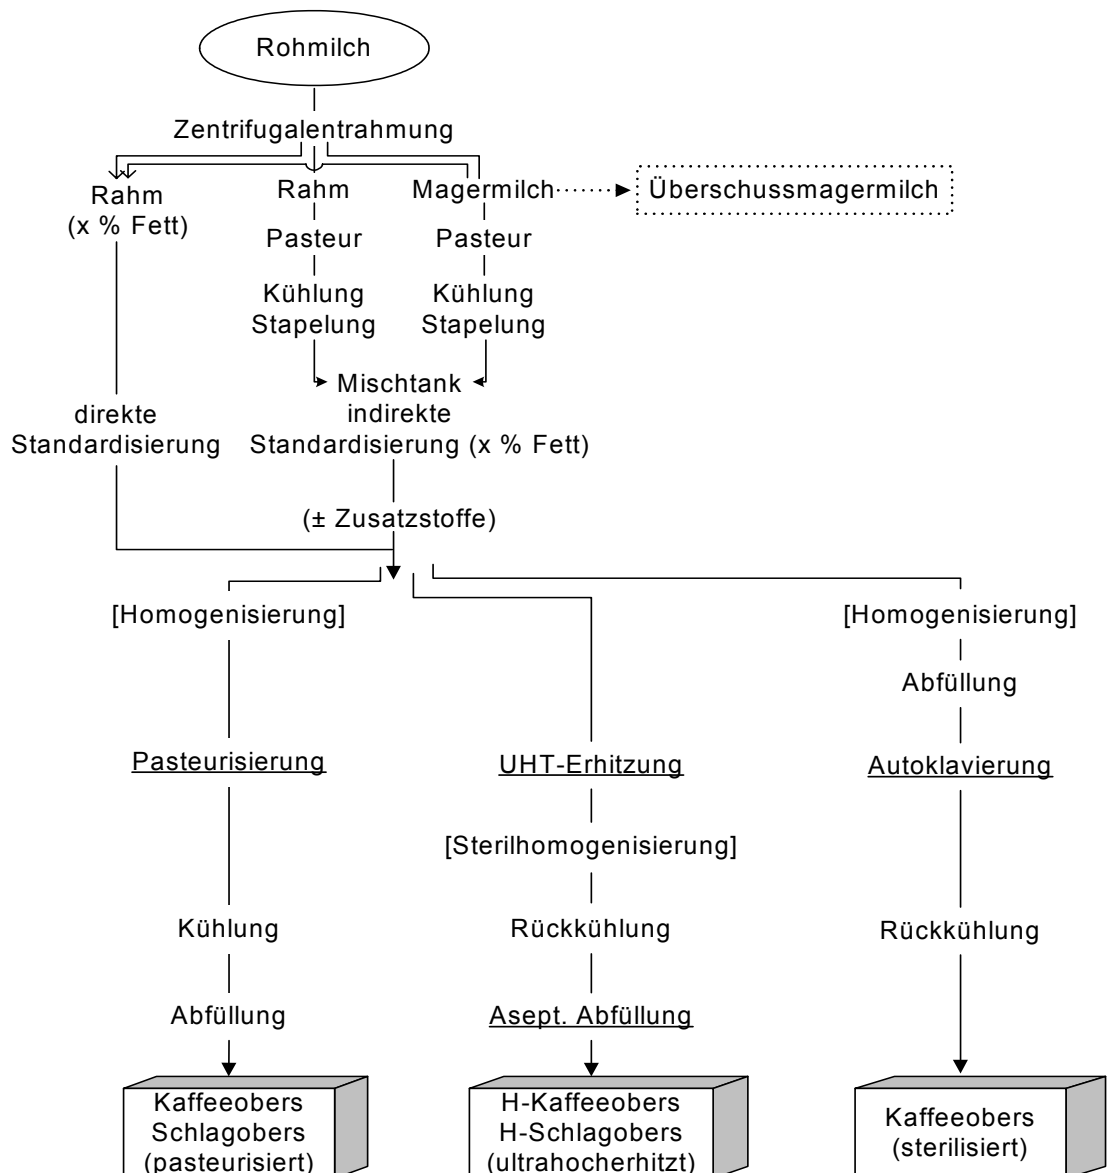 Rohmilch
Zentrifugalentrahmung
Rahm
(x % Fett)
Rahm
Magermilch
Überschussmagermilch
Pasteur
Pasteur
Kühlung
Stapelung
Kühlung
Stapelung
Mischtank
indirekte
Standardisierung (x % Fett)
direkte
Standardisierung
(± Zusatzstoffe)
[Homogenisierung]
[Homogenisierung]
Abfüllung
Pasteurisierung
UHT-Erhitzung
Autoklavierung
[Sterilhomogenisierung]
Kühlung
Rückkühlung
Rückkühlung
Abfüllung
Asept. Abfüllung
Kaffeeobers
Schlagobers
(pasteurisiert)
H-Kaffeeobers
H-Schlagobers
(ultrahocherhitzt)
Kaffeeobers
(sterilisiert)